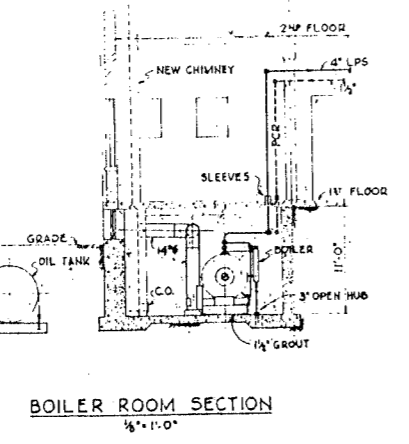 2ND FLOOR
4" LPS
NEW CHIMNEY
1½"
PCR
SLEEVES
1ST FLOOR
GRADE
OIL TANK
14"φ
BOILER
11'-0"
C.O.
3" OPEN HUB
1½" GROUT
BOILER ROOM SECTION
⅛"=1'-0"